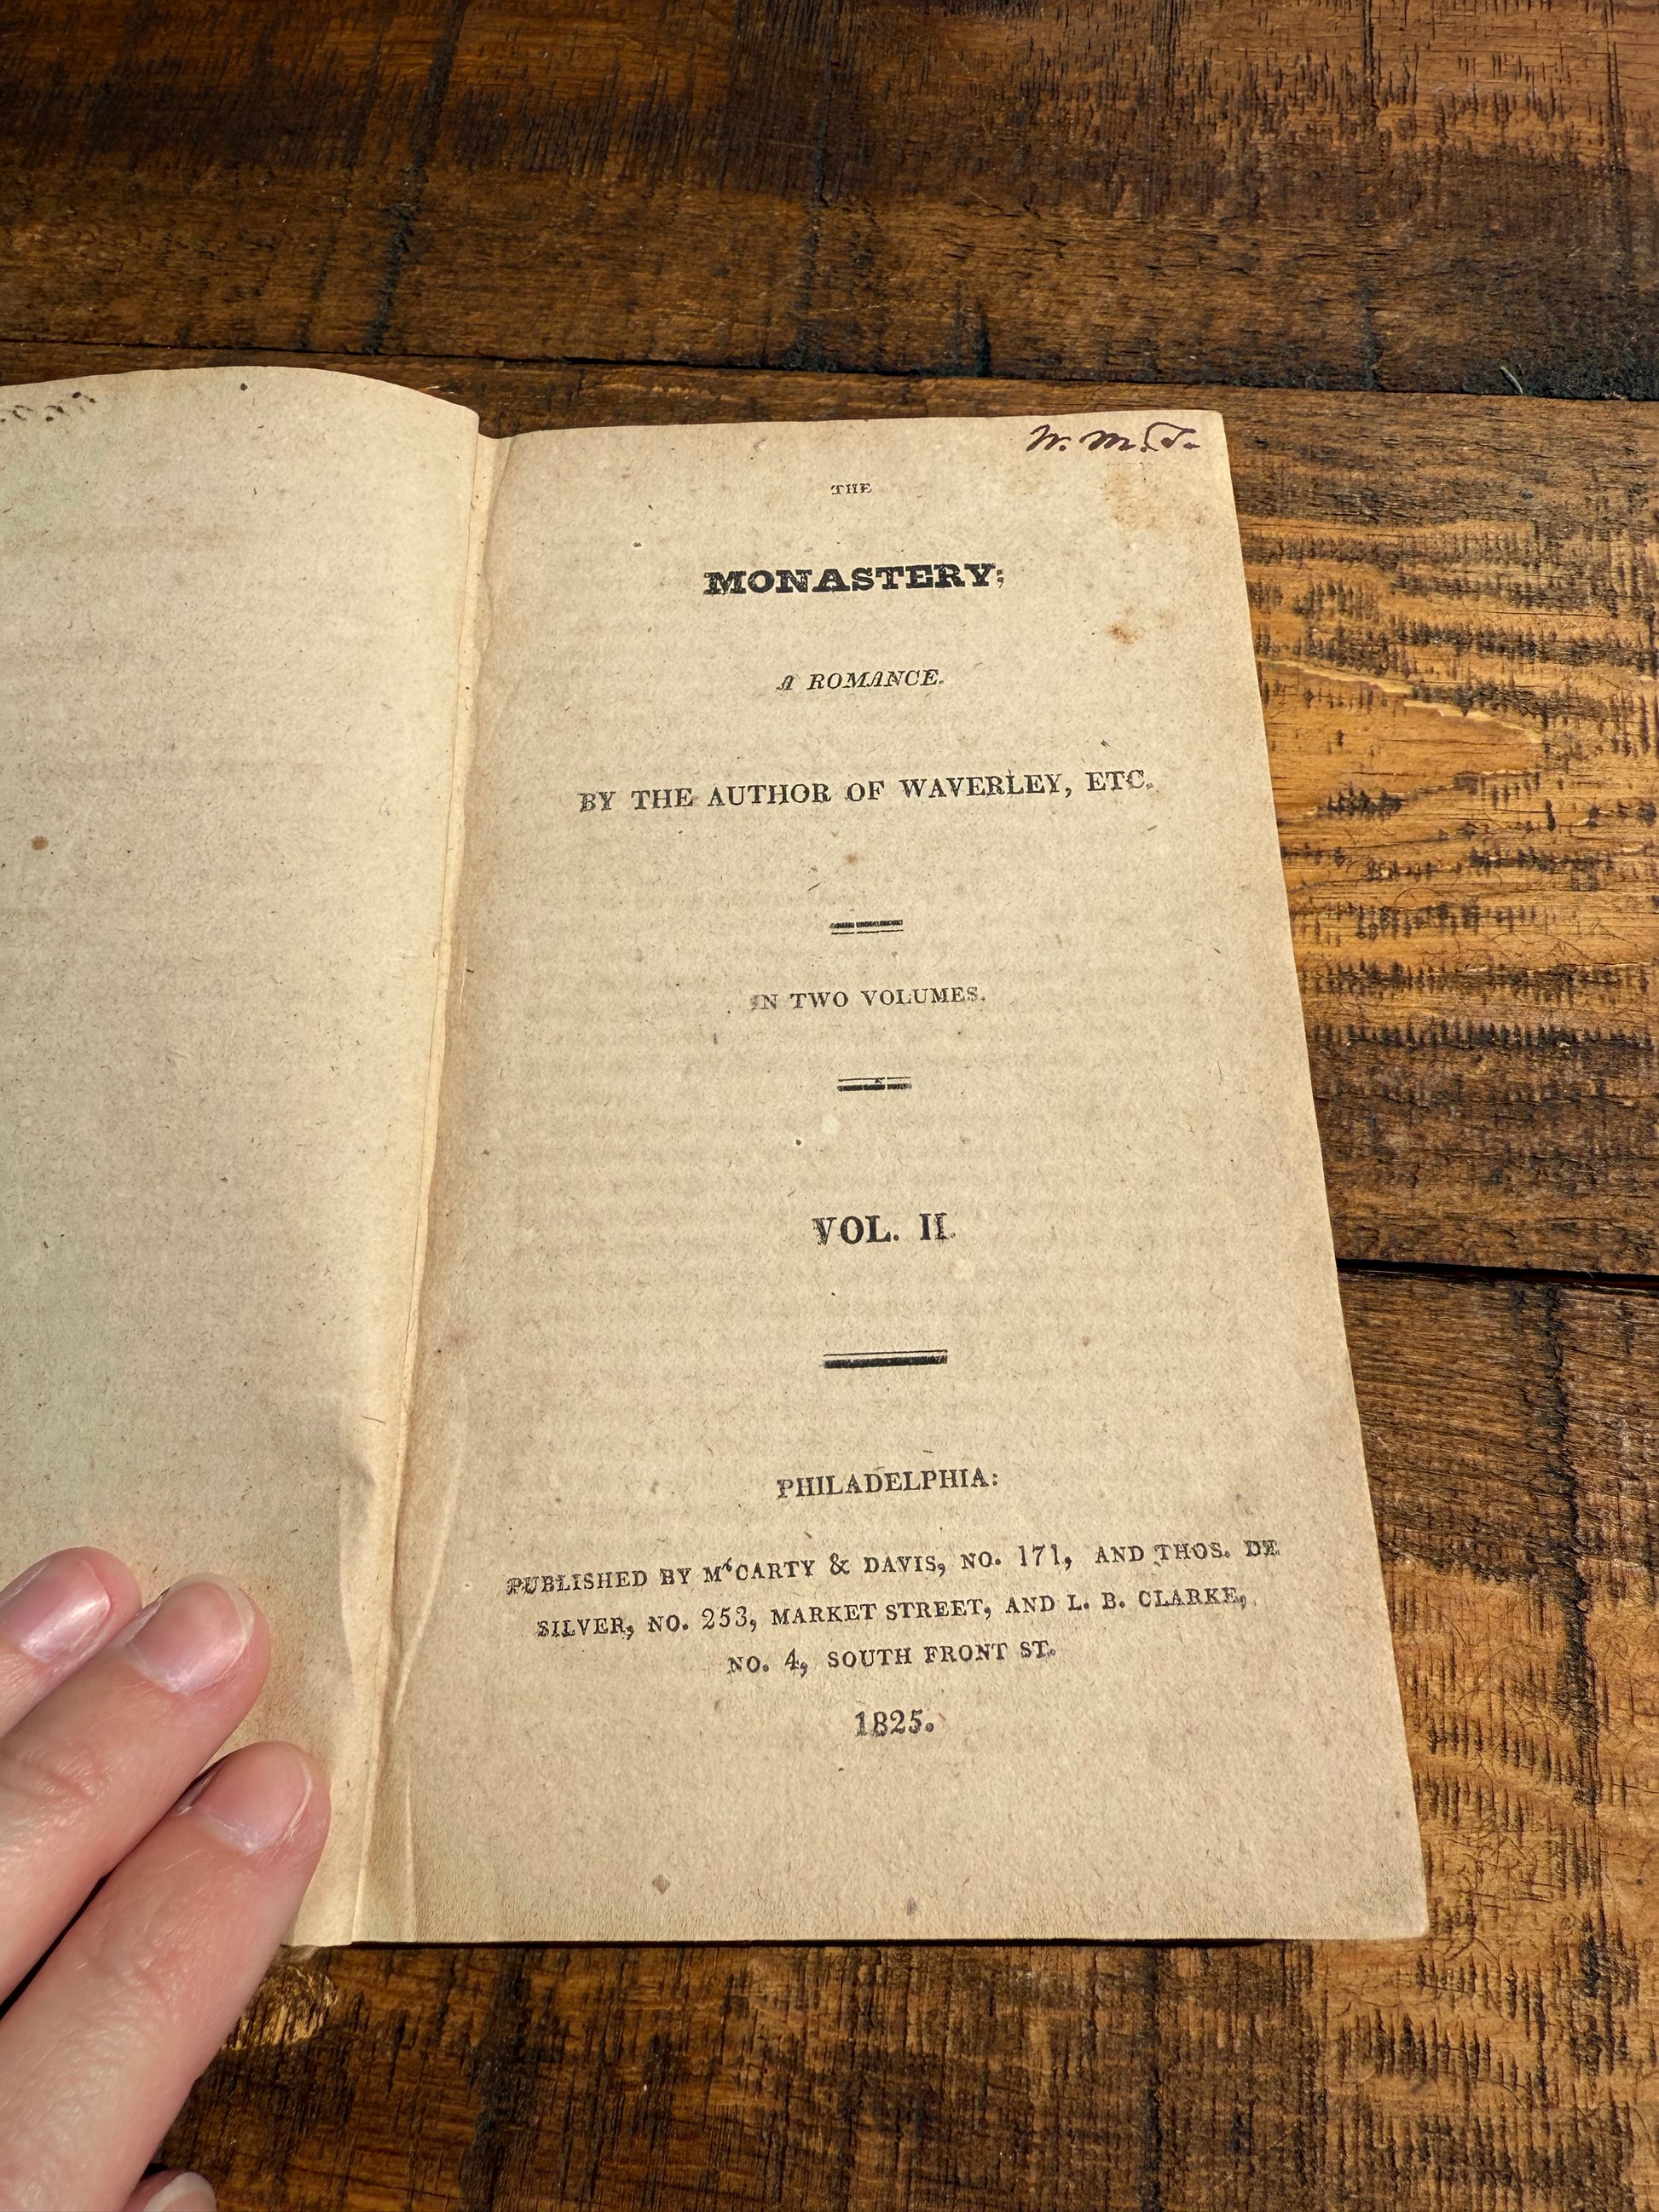 W. M. T.
THE
MONASTERY;
A ROMANCE.
BY THE AUTHOR OF WAVERLEY, ETC.
IN TWO VOLUMES.
VOL. II.
PHILADELPHIA:
PUBLISHED BY M‘CARTY & DAVIS, NO. 171, AND THOS. DE
SILVER, NO. 253, MARKET STREET, AND L. B. CLARKE,
NO. 4, SOUTH FRONT ST.
1825.